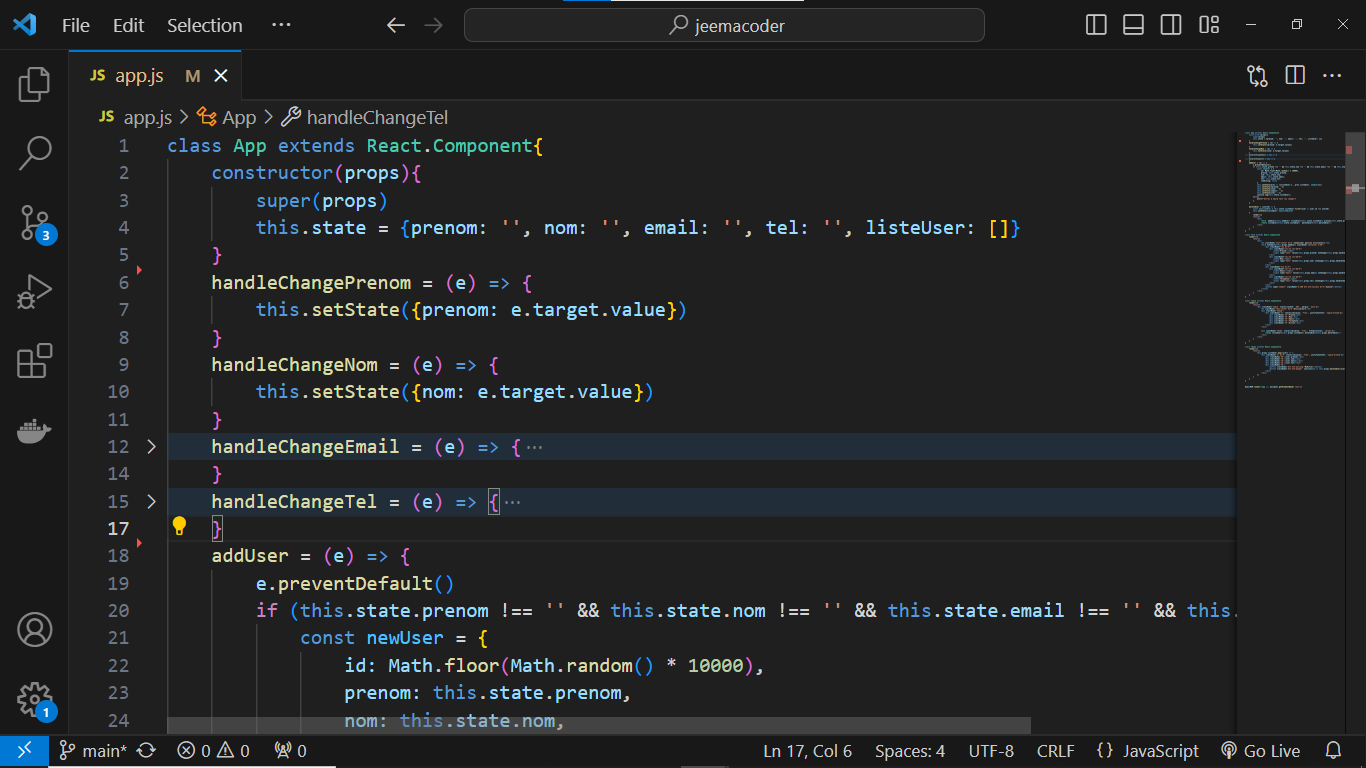 File Edit Selection ···
jeemacoder
JS app.js M
JS app.js > App > handleChangeTel
1 class App extends React.Component{
2 constructor(props){
3 super(props)
4 this.state = {prenom: '', nom: '', email: '', tel: '', listeUser: []}
5 }
6 handleChangePrenom = (e) => {
7 this.setState({prenom: e.target.value})
8 }
9 handleChangeNom = (e) => {
10 this.setState({nom: e.target.value})
11 }
12 handleChangeEmail = (e) => {···
14 }
15 handleChangeTel = (e) => {···
17 }
18 addUser = (e) => {
19 e.preventDefault()
20 if (this.state.prenom !== '' && this.state.nom !== '' && this.state.email !== '' && this.
21 const newUser = {
22 id: Math.floor(Math.random() * 10000),
23 prenom: this.state.prenom,
24 nom: this.state.nom,
3
1
main* 0 0 0 Ln 17, Col 6 Spaces: 4 UTF-8 CRLF {} JavaScript Go Live